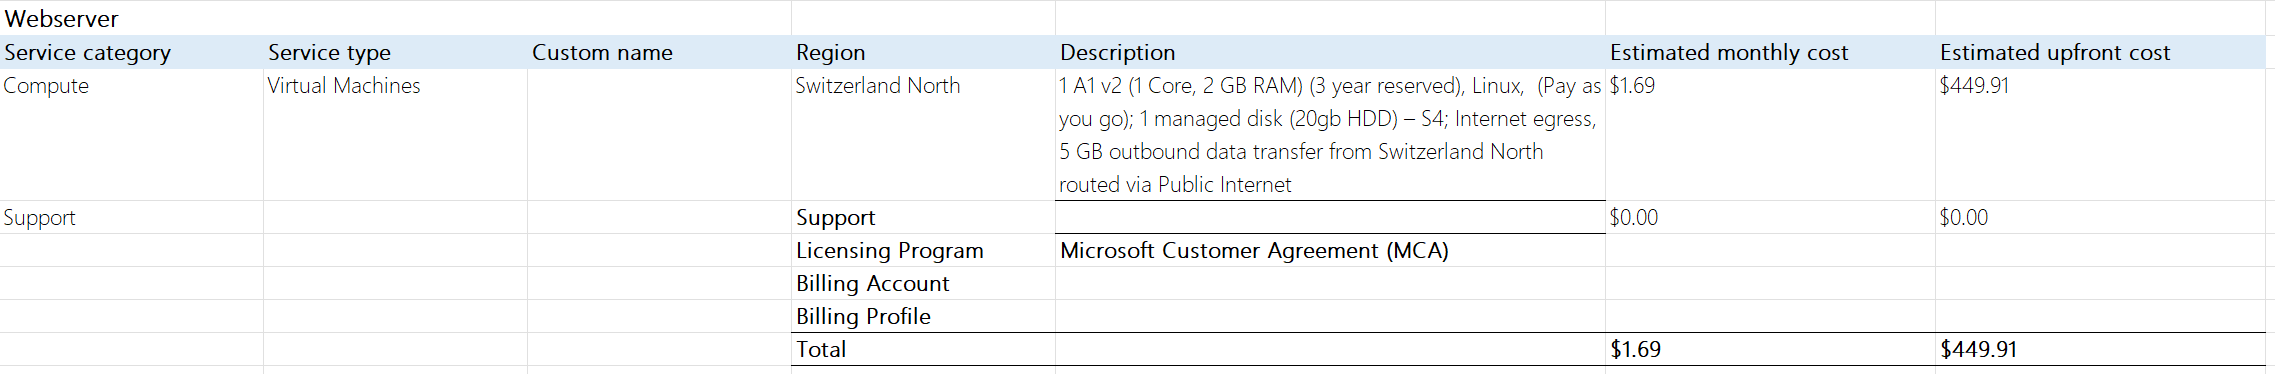 Webserver
Service category Service type Custom name Region Description Estimated monthly cost Estimated upfront cost
Compute Virtual Machines Switzerland North 1 A1 v2 (1 Core, 2 GB RAM) (3 year reserved), Linux,  (Pay as $1.69 $449.91
you go); 1 managed disk (20gb HDD) – S4; Internet egress,
5 GB outbound data transfer from Switzerland North
routed via Public Internet
Support Support $0.00 $0.00
Licensing Program Microsoft Customer Agreement (MCA)
Billing Account
Billing Profile
Total $1.69 $449.91